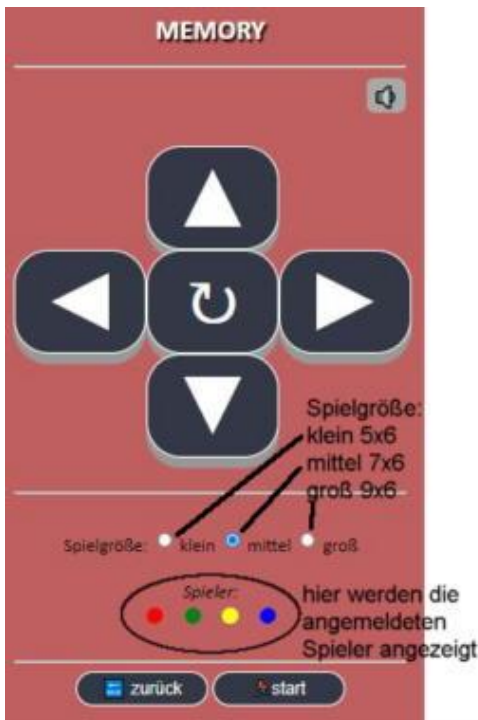 MEMORY
Spielgröße:
klein 5x6
mittel 7x6
groß 9x6
Spielgröße: klein mittel groß
Spieler:
hier werden die
angemeldeten
Spieler angezeigt
zurück start